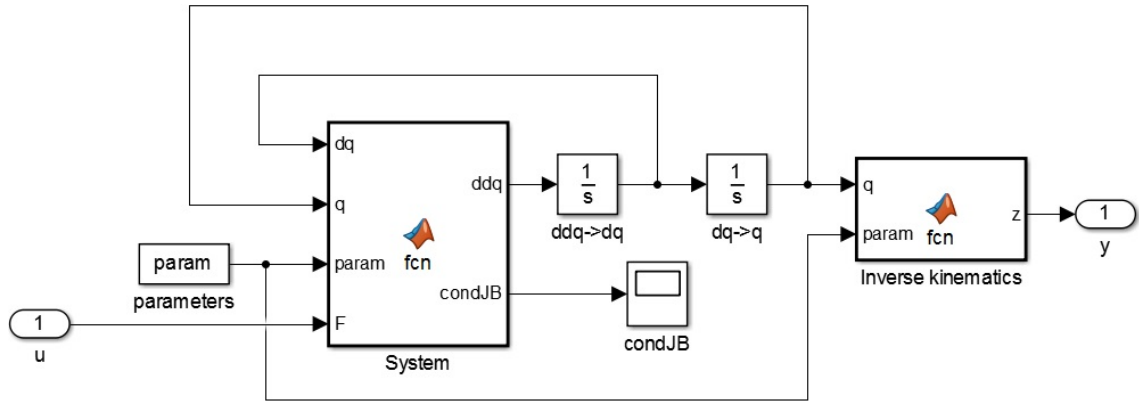 dq
ddq
1
s
ddq->dq
1
s
dq->q
q
q
z
1
y
fcn
param
fcn
Inverse kinematics
param
parameters
param
fcn
condJB
condJB
1
u
F
System